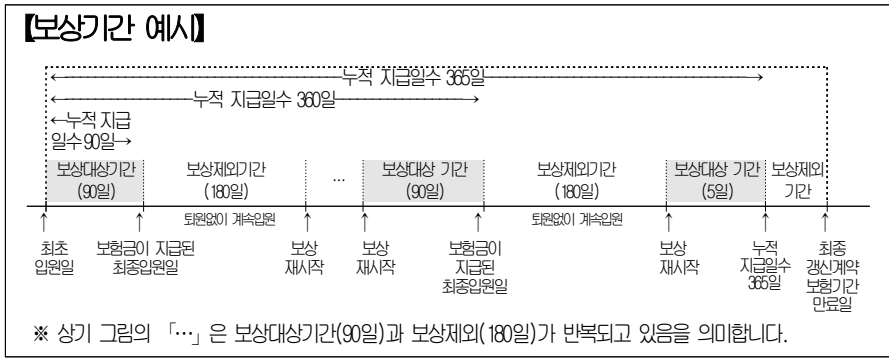 【보상기간 예시】
←누적 지급일수 365일→
←누적 지급일수 360일→
←누적 지급
일수 90일→
보상대상기간
(90일)
보상제외기간
(180일)
…
보상대상 기간
(90일)
보상제외기간
(180일)
보상대상 기간
(5일)
보상제외
기간
퇴원없이 계속입원
퇴원없이 계속입원
↑
최초
입원일
↑
보험금이 지급된
최종입원일
↑
보상
재시작
↑
보상
재시작
↑
보험금이
지급된
최종입원일
↑
보상
재시작
↑
누적
지급일수
365일
↑
최종
갱신계약
보험기간
만료일
※ 상기 그림의 「…」은 보상대상기간(90일)과 보상제외(180일)가 반복되고 있음을 의미합니다.